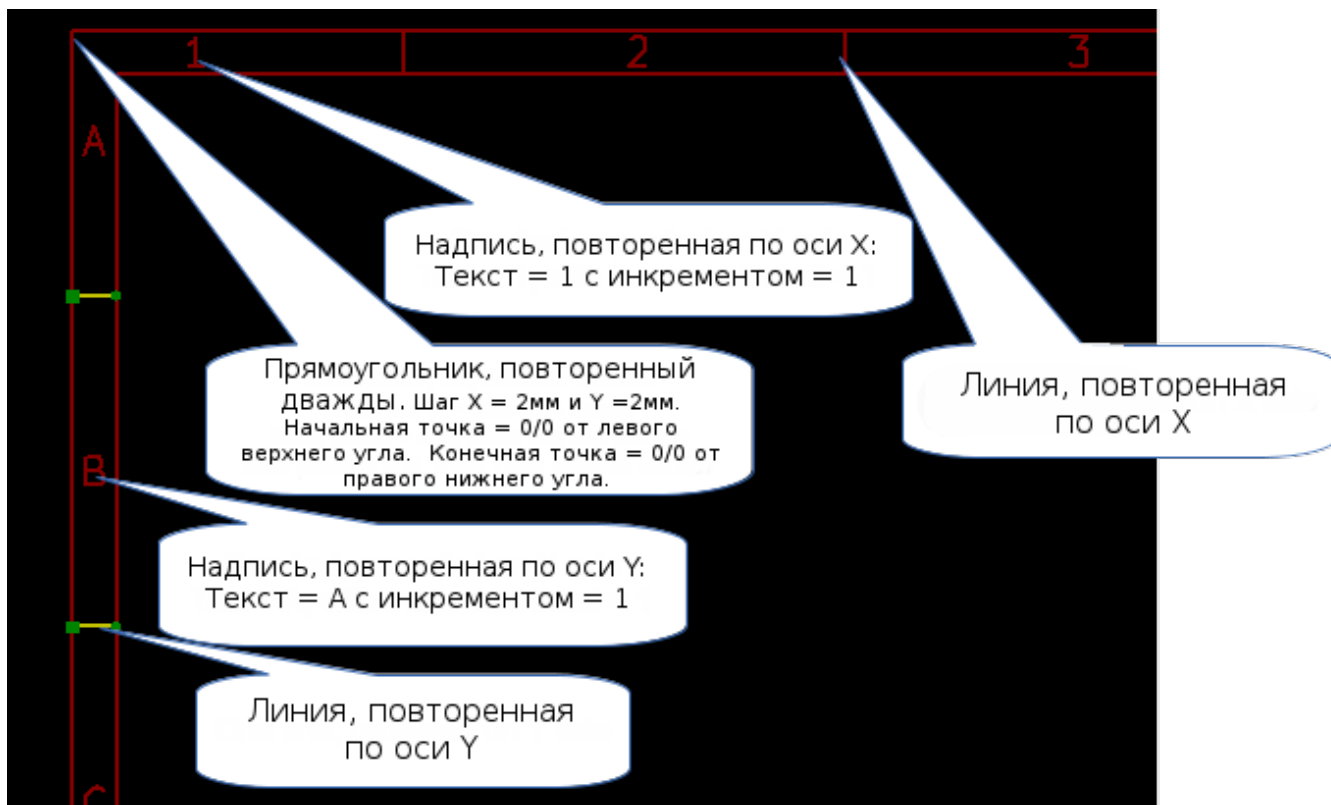 1 2 3
A
Надпись, повторенная по оси X:
Текст = 1 с инкрементом = 1
Прямоугольник, повторенный
дважды. Шаг X = 2мм и Y =2мм.
Начальная точка = 0/0 от левого
верхнего угла. Конечная точка = 0/0 от
правого нижнего угла.
Линия, повторенная
по оси X
B
Надпись, повторенная по оси Y:
Текст = A с инкрементом = 1
Линия, повторенная
по оси Y
C